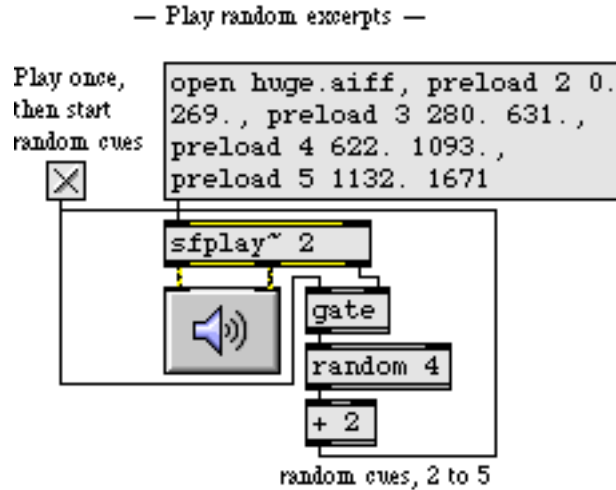 — Play random excerpts —
Play once,
then start
random cues
open huge.aiff, preload 2 0.
269., preload 3 280. 631.,
preload 4 622. 1093.,
preload 5 1132. 1671
sfplay~ 2
gate
random 4
+ 2
random cues, 2 to 5